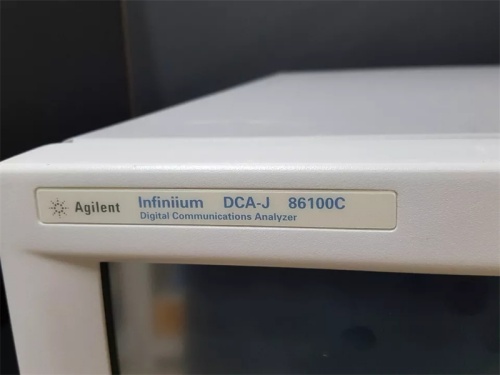 Agilent Infiniium DCA-J 86100C
Digital Communications Analyzer